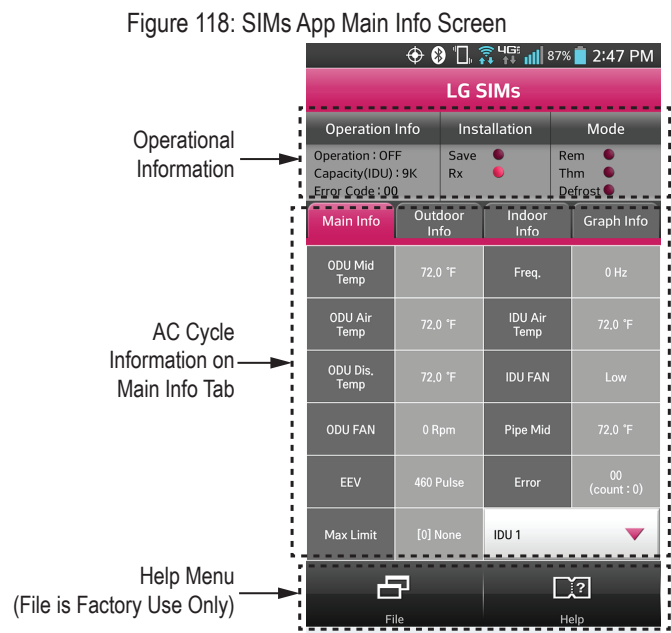 Figure 118: SIMs App Main Info Screen
4G 87% 2:47 PM
LG SIMs
Operational
Information
Operation Info Installation Mode
Operation : OFF Save Rem
Capacity(IDU) : 9K Rx Thm
Error Code : 00 Defrost
Main Info Outdoor Info Indoor Info Graph Info
AC Cycle
Information on
Main Info Tab
ODU Mid Temp 72.0 °F Freq. 0 Hz
ODU Air Temp 72.0 °F IDU Air Temp 72.0 °F
ODU Dis. Temp 72.0 °F IDU FAN Low
ODU FAN 0 Rpm Pipe Mid 72.0 °F
EEV 460 Pulse Error 00 (count : 0)
Max Limit [0] None IDU 1
Help Menu
(File is Factory Use Only)
File Help